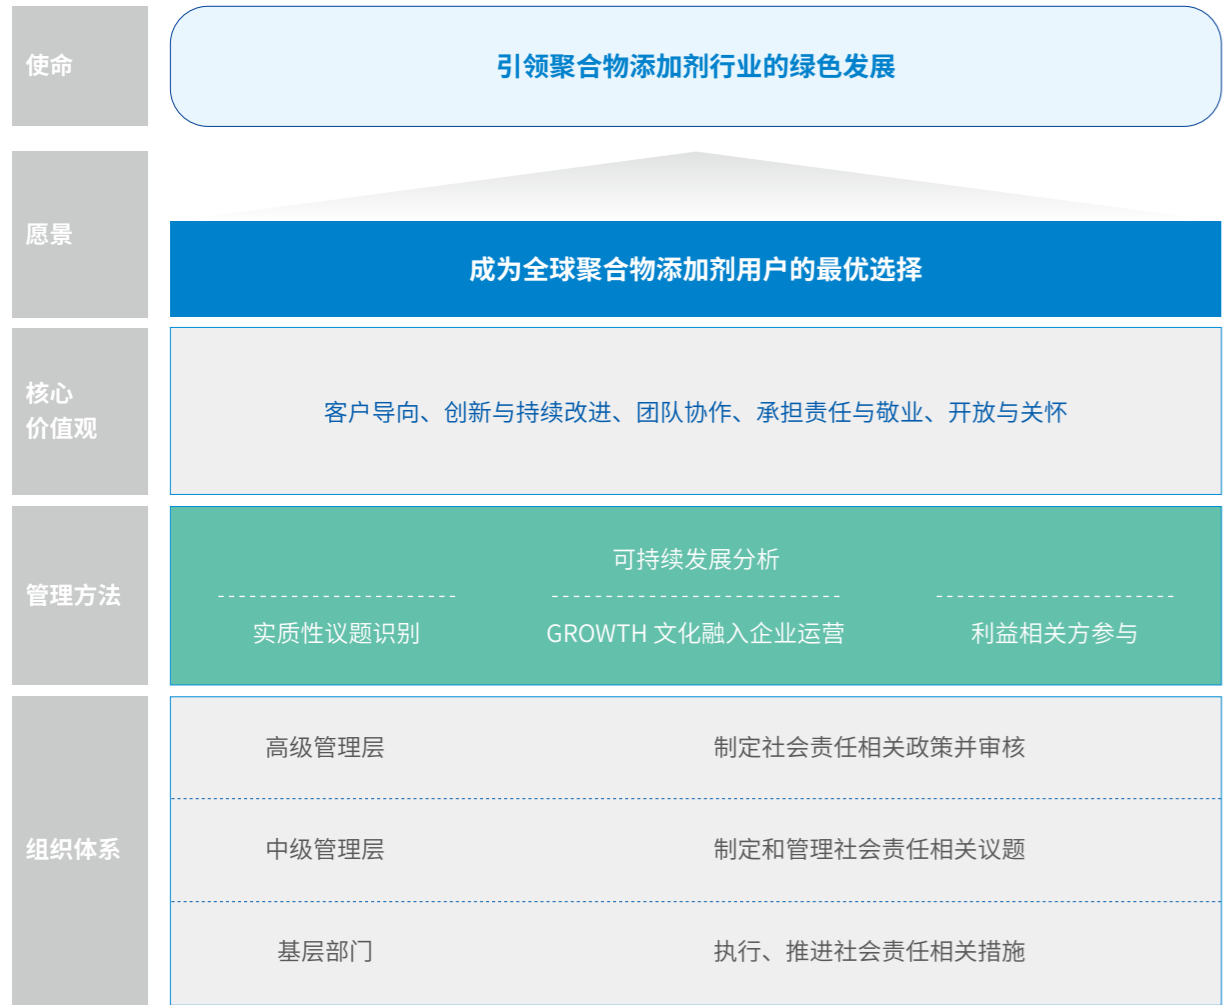 使命
引领聚合物添加剂行业的绿色发展
愿景
成为全球聚合物添加剂用户的最优选择
核心
价值观
客户导向、创新与持续改进、团队协作、承担责任与敬业、开放与关怀
管理方法
可持续发展分析
实质性议题识别
GROWTH 文化融入企业运营
利益相关方参与
组织体系
高级管理层
制定社会责任相关政策并审核
中级管理层
制定和管理社会责任相关议题
基层部门
执行、推进社会责任相关措施